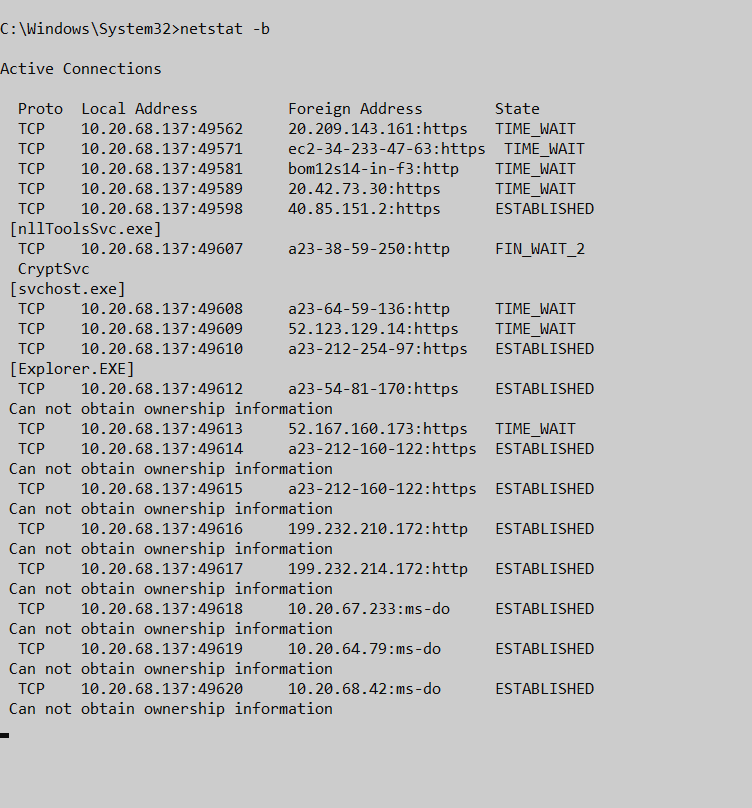 C:\Windows\System32>netstat -b
Active Connections
Proto  Local Address          Foreign Address        State
TCP    10.20.68.137:49562     20.209.143.161:https   TIME_WAIT
TCP    10.20.68.137:49571     ec2-34-233-47-63:https  TIME_WAIT
TCP    10.20.68.137:49581     bom12s14-in-f3:http    TIME_WAIT
TCP    10.20.68.137:49589     20.42.73.30:https      TIME_WAIT
TCP    10.20.68.137:49598     40.85.151.2:https      ESTABLISHED
[nllToolsSvc.exe]
TCP    10.20.68.137:49607     a23-38-59-250:http     FIN_WAIT_2
CryptSvc
[svchost.exe]
TCP    10.20.68.137:49608     a23-64-59-136:http     TIME_WAIT
TCP    10.20.68.137:49609     52.123.129.14:https    TIME_WAIT
TCP    10.20.68.137:49610     a23-212-254-97:https   ESTABLISHED
[Explorer.EXE]
TCP    10.20.68.137:49612     a23-54-81-170:https    ESTABLISHED
Can not obtain ownership information
TCP    10.20.68.137:49613     52.167.160.173:https   TIME_WAIT
TCP    10.20.68.137:49614     a23-212-160-122:https  ESTABLISHED
Can not obtain ownership information
TCP    10.20.68.137:49615     a23-212-160-122:https  ESTABLISHED
Can not obtain ownership information
TCP    10.20.68.137:49616     199.232.210.172:http   ESTABLISHED
Can not obtain ownership information
TCP    10.20.68.137:49617     199.232.214.172:http   ESTABLISHED
Can not obtain ownership information
TCP    10.20.68.137:49618     10.20.67.233:ms-do     ESTABLISHED
Can not obtain ownership information
TCP    10.20.68.137:49619     10.20.64.79:ms-do      ESTABLISHED
Can not obtain ownership information
TCP    10.20.68.137:49620     10.20.68.42:ms-do      ESTABLISHED
Can not obtain ownership information